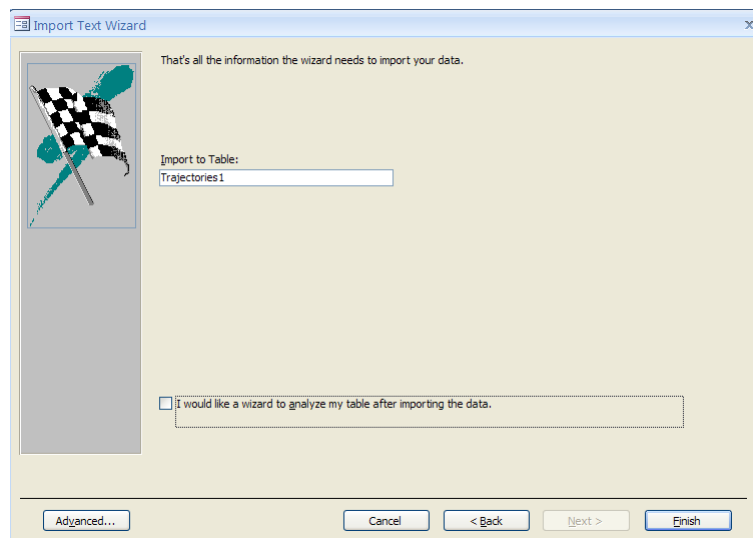 Import Text Wizard
x
That's all the information the wizard needs to import your data.
Import to Table:
Trajectories1
I would like a wizard to analyze my table after importing the data.
Advanced... Cancel < Back Next > Finish